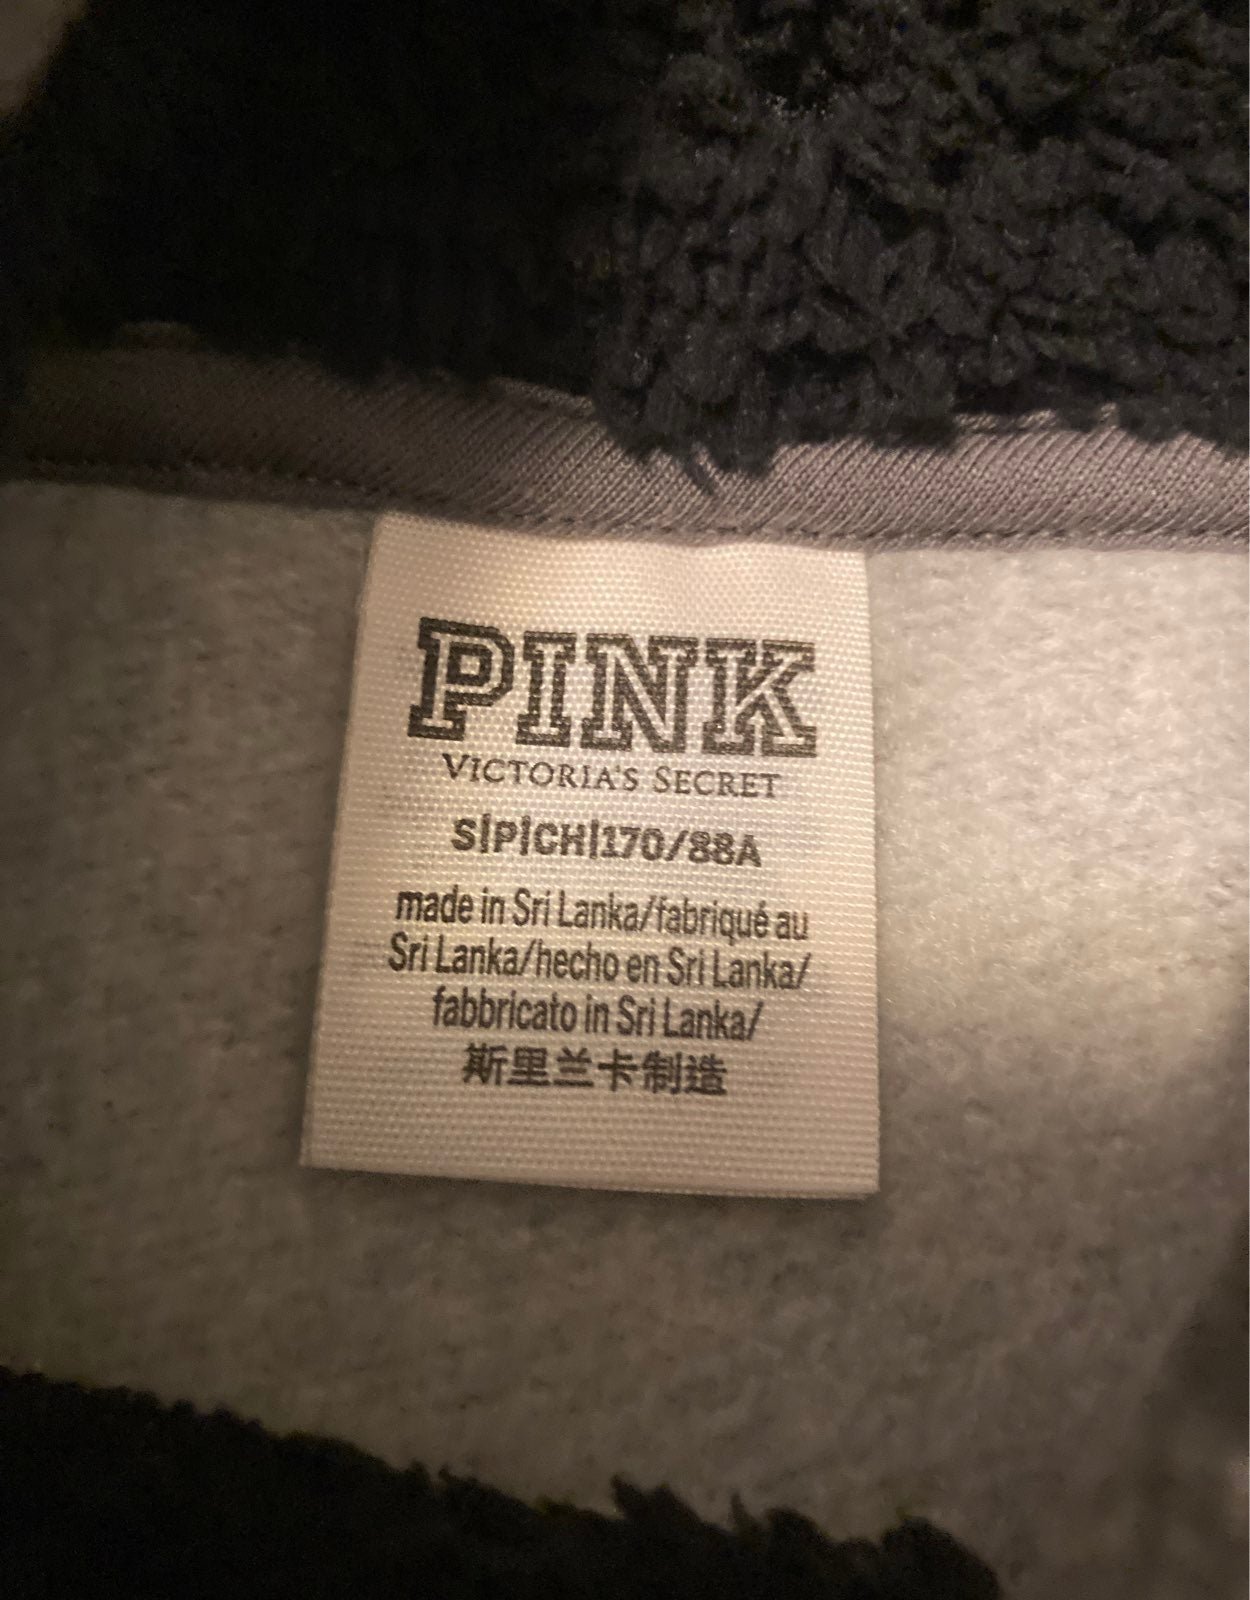 PINK
VICTORIA'S SECRET
S|P|CH|170/88A
made in Sri Lanka/fabriqué au
Sri Lanka/hecho en Sri Lanka/
fabbricato in Sri Lanka/
斯里兰卡制造